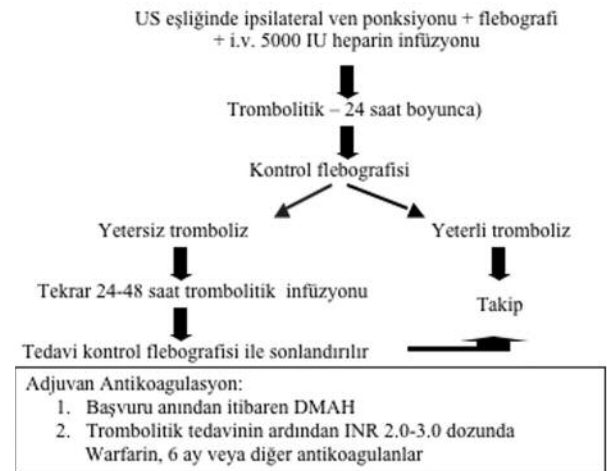 US eşliğinde ipsilateral ven ponksiyonu + flebografi
+ i.v. 5000 IU heparin infüzyonu
Trombolitik – 24 saat boyunca)
Kontrol flebografisi
Yetersiz tromboliz
Yeterli tromboliz
Tekrar 24-48 saat trombolitik infüzyonu
Takip
Tedavi kontrol flebografisi ile sonlandırılır
Adjuvan Antikoagulasyon:
1. Başvuru anından itibaren DMAH
2. Trombolitik tedavinin ardından INR 2.0-3.0 dozunda
Warfarin, 6 ay veya diğer antikoagulanlar